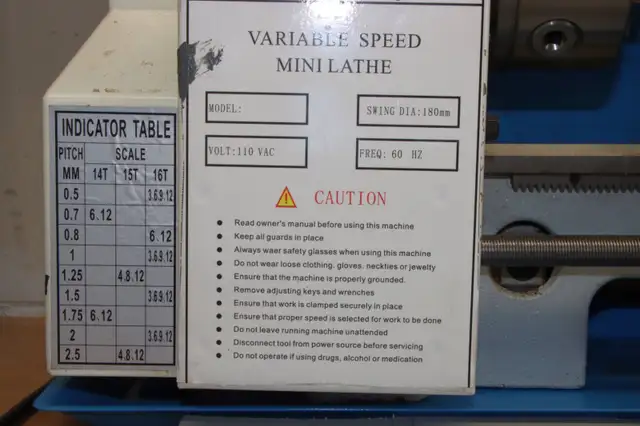 VARIABLE SPEED
MINI LATHE
MODEL:
SWING DIA:180mm
VOLT:110 VAC
FREQ: 60 HZ
CAUTION
Read owner's manual before using this machine
Keep all guards in place
Always waer safety glasses when using this machine
Do not wear loose clothing. gloves. neckties or jewelty
Ensure that the machine is properly grounded.
Remove adjusting keys and wrenches
Ensure that work is clamped securely in place
Ensure that proper speed is selected for work to be done
Do not leave running machine unattended
Disconnect tool from power source before servicing
Do not operate if using drugs, alcohol or medication
INDICATOR TABLE
PITCH SCALE
MM 14T 15T 16T
0.5 3.6.9.12
0.7 6.12
0.8 6.12
1 3.6.9.12
1.25 4.8.12
1.5 3.6.9.12
1.75 6.12
2 3.6.9.12
2.5 4.8.12